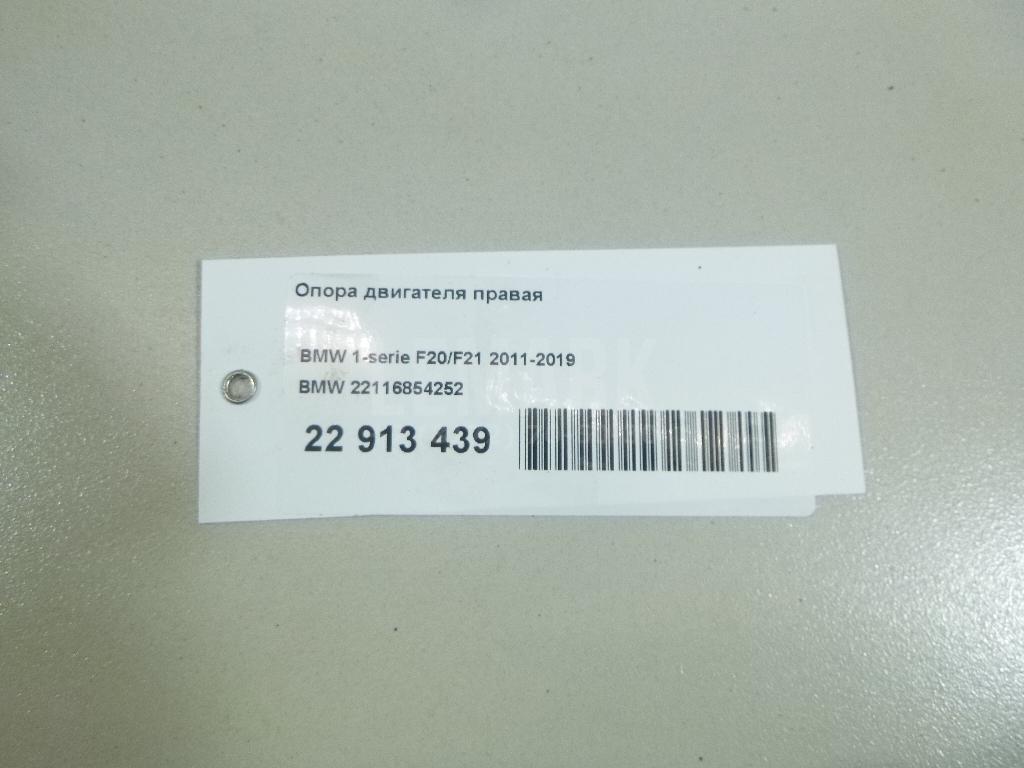 Опора двигателя правая
BMW 1-serie F20/F21 2011-2019
BMW 22116854252
22 913 439